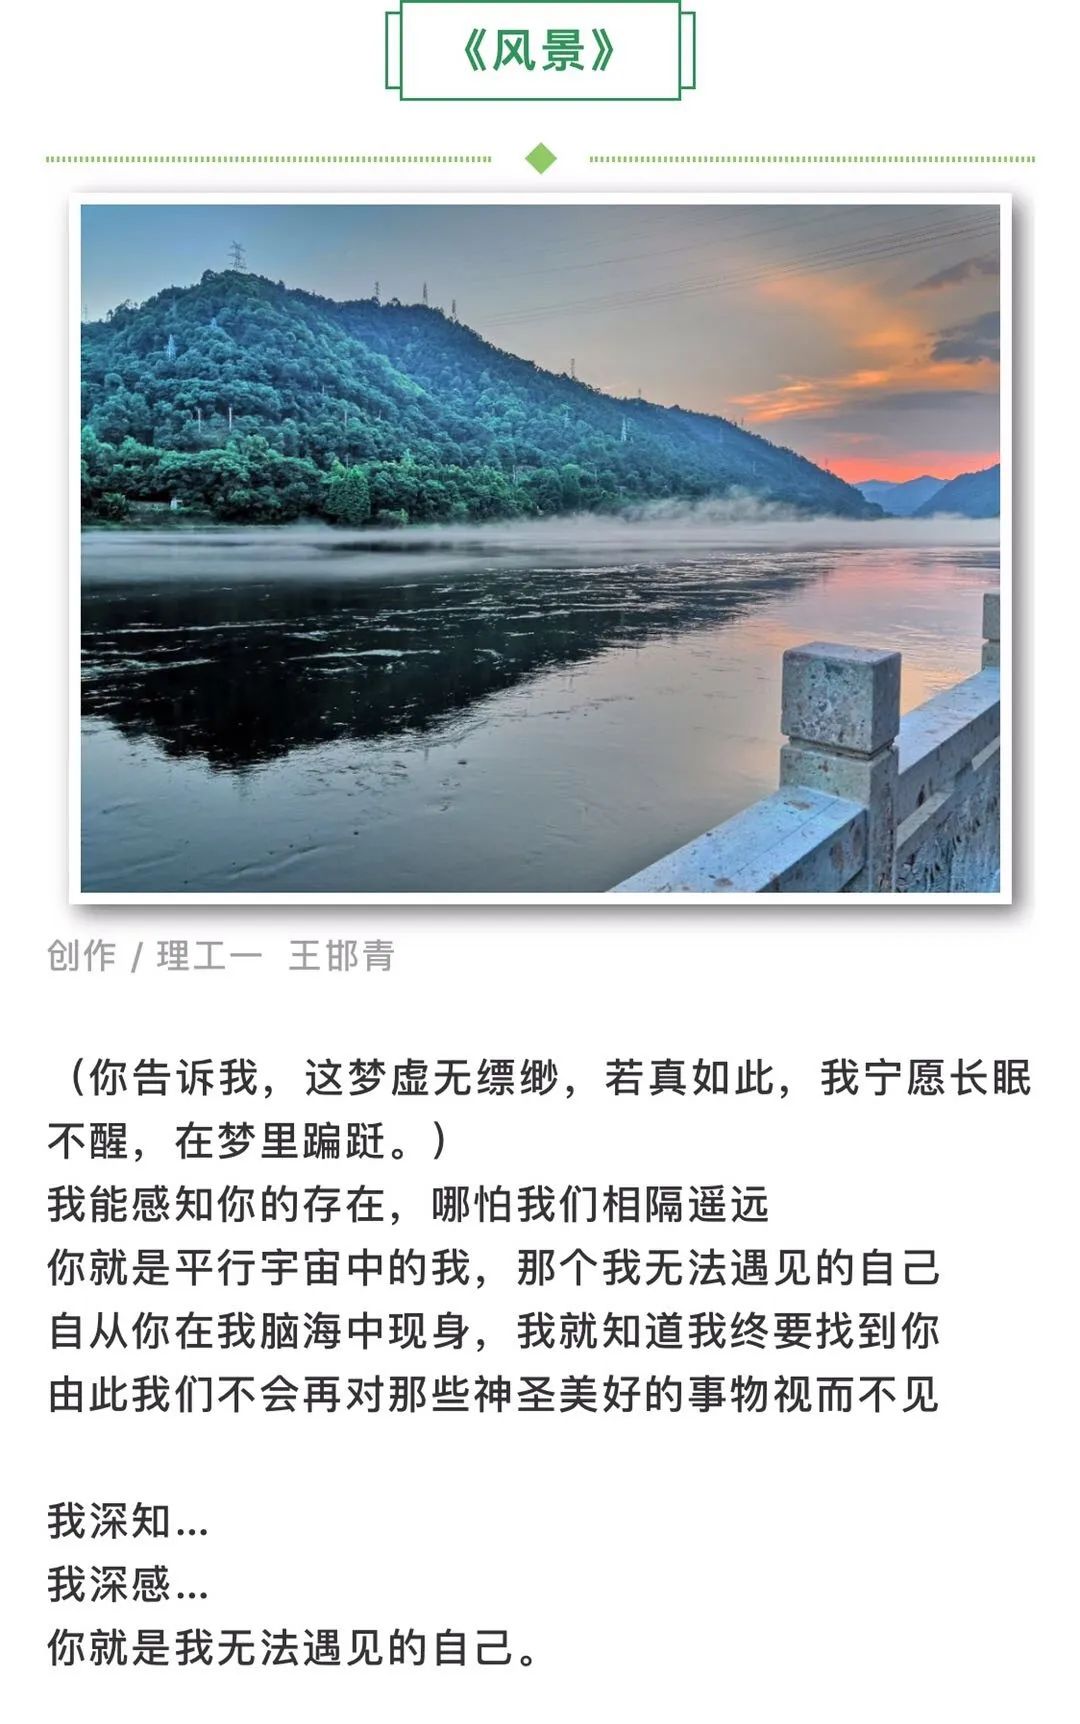 《风景》
创作 / 理工一 王邯青
（你告诉我，这梦虚无缥缈，若真如此，我宁愿长眠
不醒，在梦里蹁跹。）
我能感知你的存在，哪怕我们相隔遥远
你就是平行宇宙中的我，那个我无法遇见的自己
自从你在我脑海中现身，我就知道我终要找到你
由此我们不会再对那些神圣美好的事物视而不见
我深知...
我深感...
你就是我无法遇见的自己。